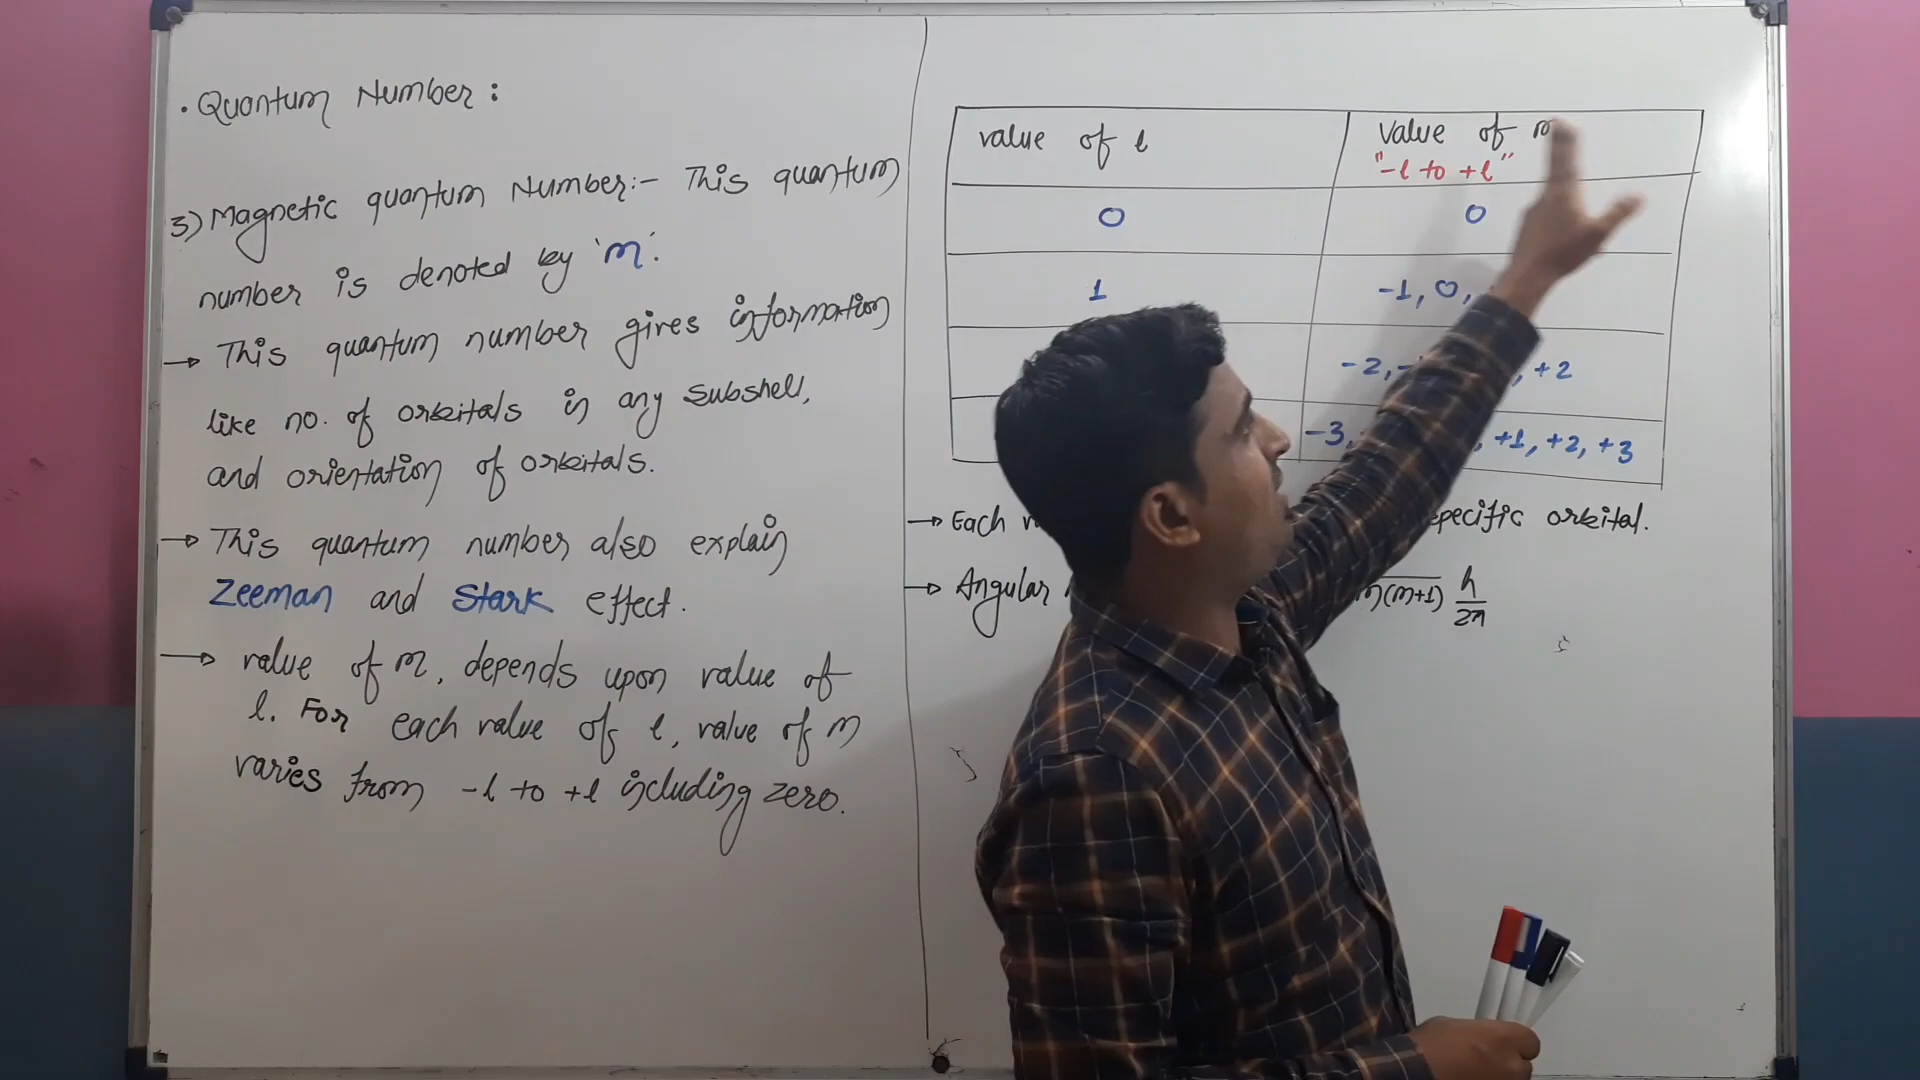 • Quantum Number:
3) Magnetic quantum Number:- This quantum
number is denoted by 'm'.
→ This quantum number gives information
like no. of orbitals in any subshell,
and orientation of orbitals.
→ This quantum number also explain
Zeeman and Stark effect.
→ value of m, depends upon value of
l. For each value of l, value of m
varies from -l to +l including zero.
value of l Value of m
"-l to +l"
0 0
1 -1, 0,
-2, , +2
-3, , +1, +2, +3
→ Each specific orbital.
→ Angular m(m+1) h/2π